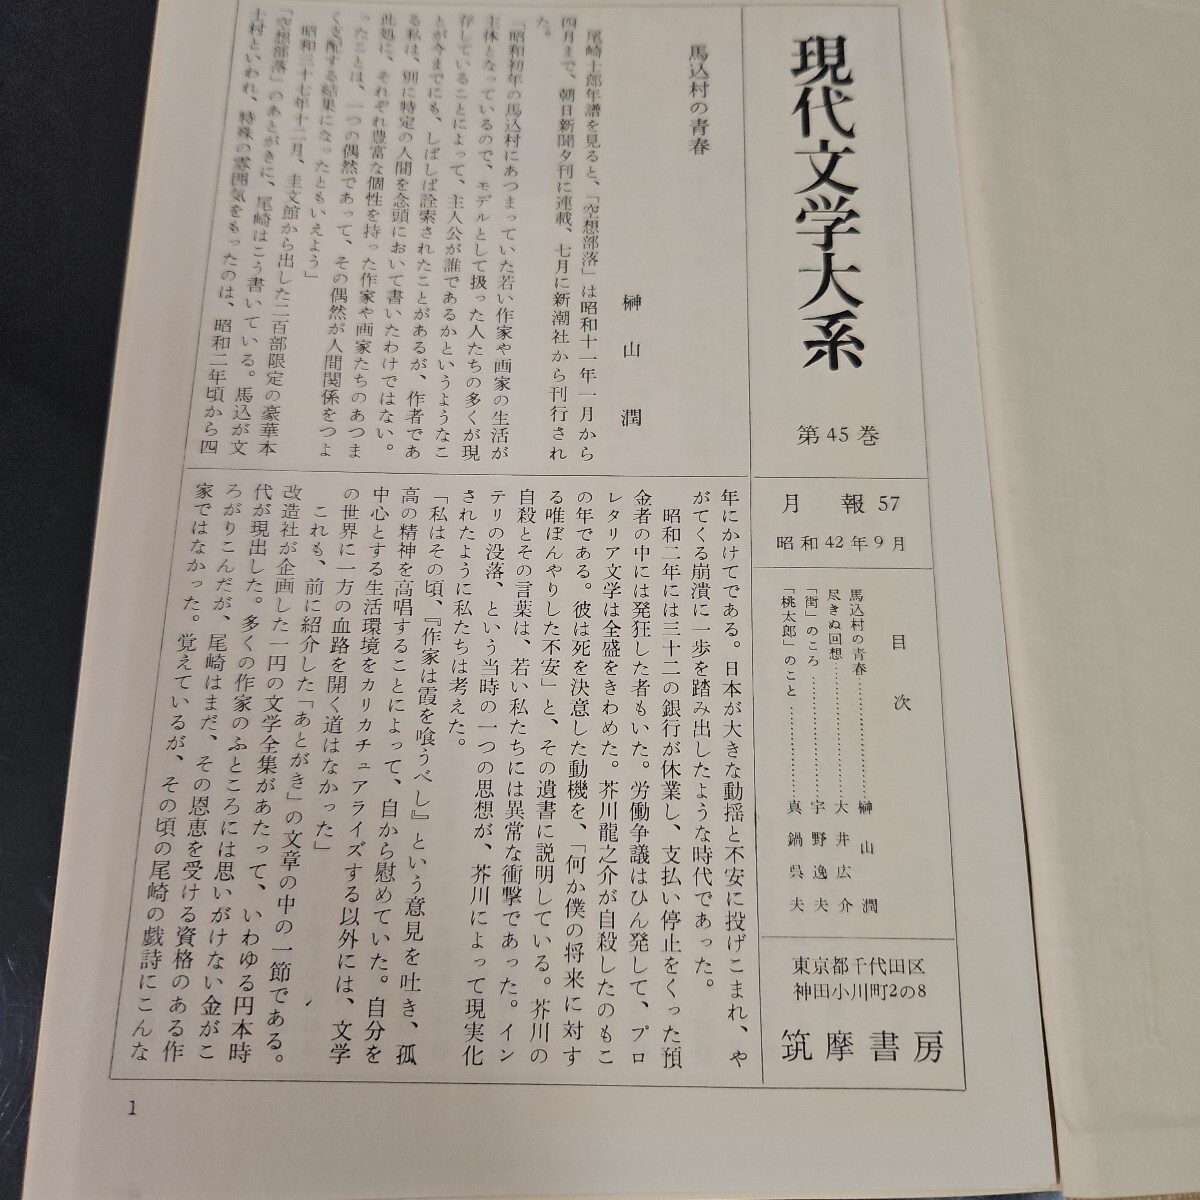 現代文学大系
第45巻
月報57
昭和42年9月
目次
馬込村の青春……………………榊山潤
尽きぬ回想……………………大井広介
「街」のころ……………………宇野逸夫
「桃太郎」のこと……………………真鍋呉夫
東京都千代田区
神田小川町2の8
筑摩書房
馬込村の青春
榊山潤
尾崎士郎年譜を見ると、「空想部落」は昭和十一年一月から
四月まで、朝日新聞夕刊に連載、七月に新潮社から刊行され
た。
「昭和初年の馬込村にあつまっていた若い作家や画家の生活が
主体となっているので、モデルとして扱った人たちの多くが現
存していることによって、主人公が誰であるかというようなこ
とが今までにも、しばしば詮索されたことがあるが、作者であ
る私は、別に特定の人間を念頭において書いたわけではない。
此処に、それぞれ豊富な個性を持った作家や画家たちのあつま
ったことは、一つの偶然であって、その偶然が人間関係をつよ
く支配する結果になったともいえよう」
昭和三十七年十二月、圭文館から出した二百部限定の豪華本
「空想部落」のあとがきに、尾崎はこう書いている。馬込が文
士村といわれ、特殊の雰囲気をもったのは、昭和二年頃から四
年にかけてである。日本が大きな動揺と不安に投げこまれ、や
がてくる崩潰に一歩を踏み出したような時代であった。
昭和二年には三十二の銀行が休業し、支払い停止をくった預
金者の中には発狂した者もいた。労働争議はひん発して、プロ
レタリア文学は全盛をきわめた。芥川龍之介が自殺したのもこ
の年である。彼は死を決意した動機を、「何か僕の将来に対す
る唯ぼんやりした不安」と、その遺書に説明している。芥川の
自殺とその言葉は、若い私たちには異常な衝撃であった。イン
テリの没落、という当時の一つの思想が、芥川によって現実化
されたように私たちは考えた。
「私はその頃、『作家は霞を喰うべし』という意見を吐き、孤
高の精神を高唱することによって、自から慰めていた。自分を
中心とする生活環境をカリカチュアライズする以外には、文学
の世界に一方の血路を開く道はなかった」
これも、前に紹介した「あとがき」の文章の中の一節である。
改造社が企画した一円の文学全集があたって、いわゆる円本時
代が現出した。多くの作家のふところには思いがけない金がこ
ろがりこんだが、尾崎はまだ、その恩恵を受ける資格のある作
家ではなかった。覚えているが、その頃の尾崎の戯詩にこんな
1